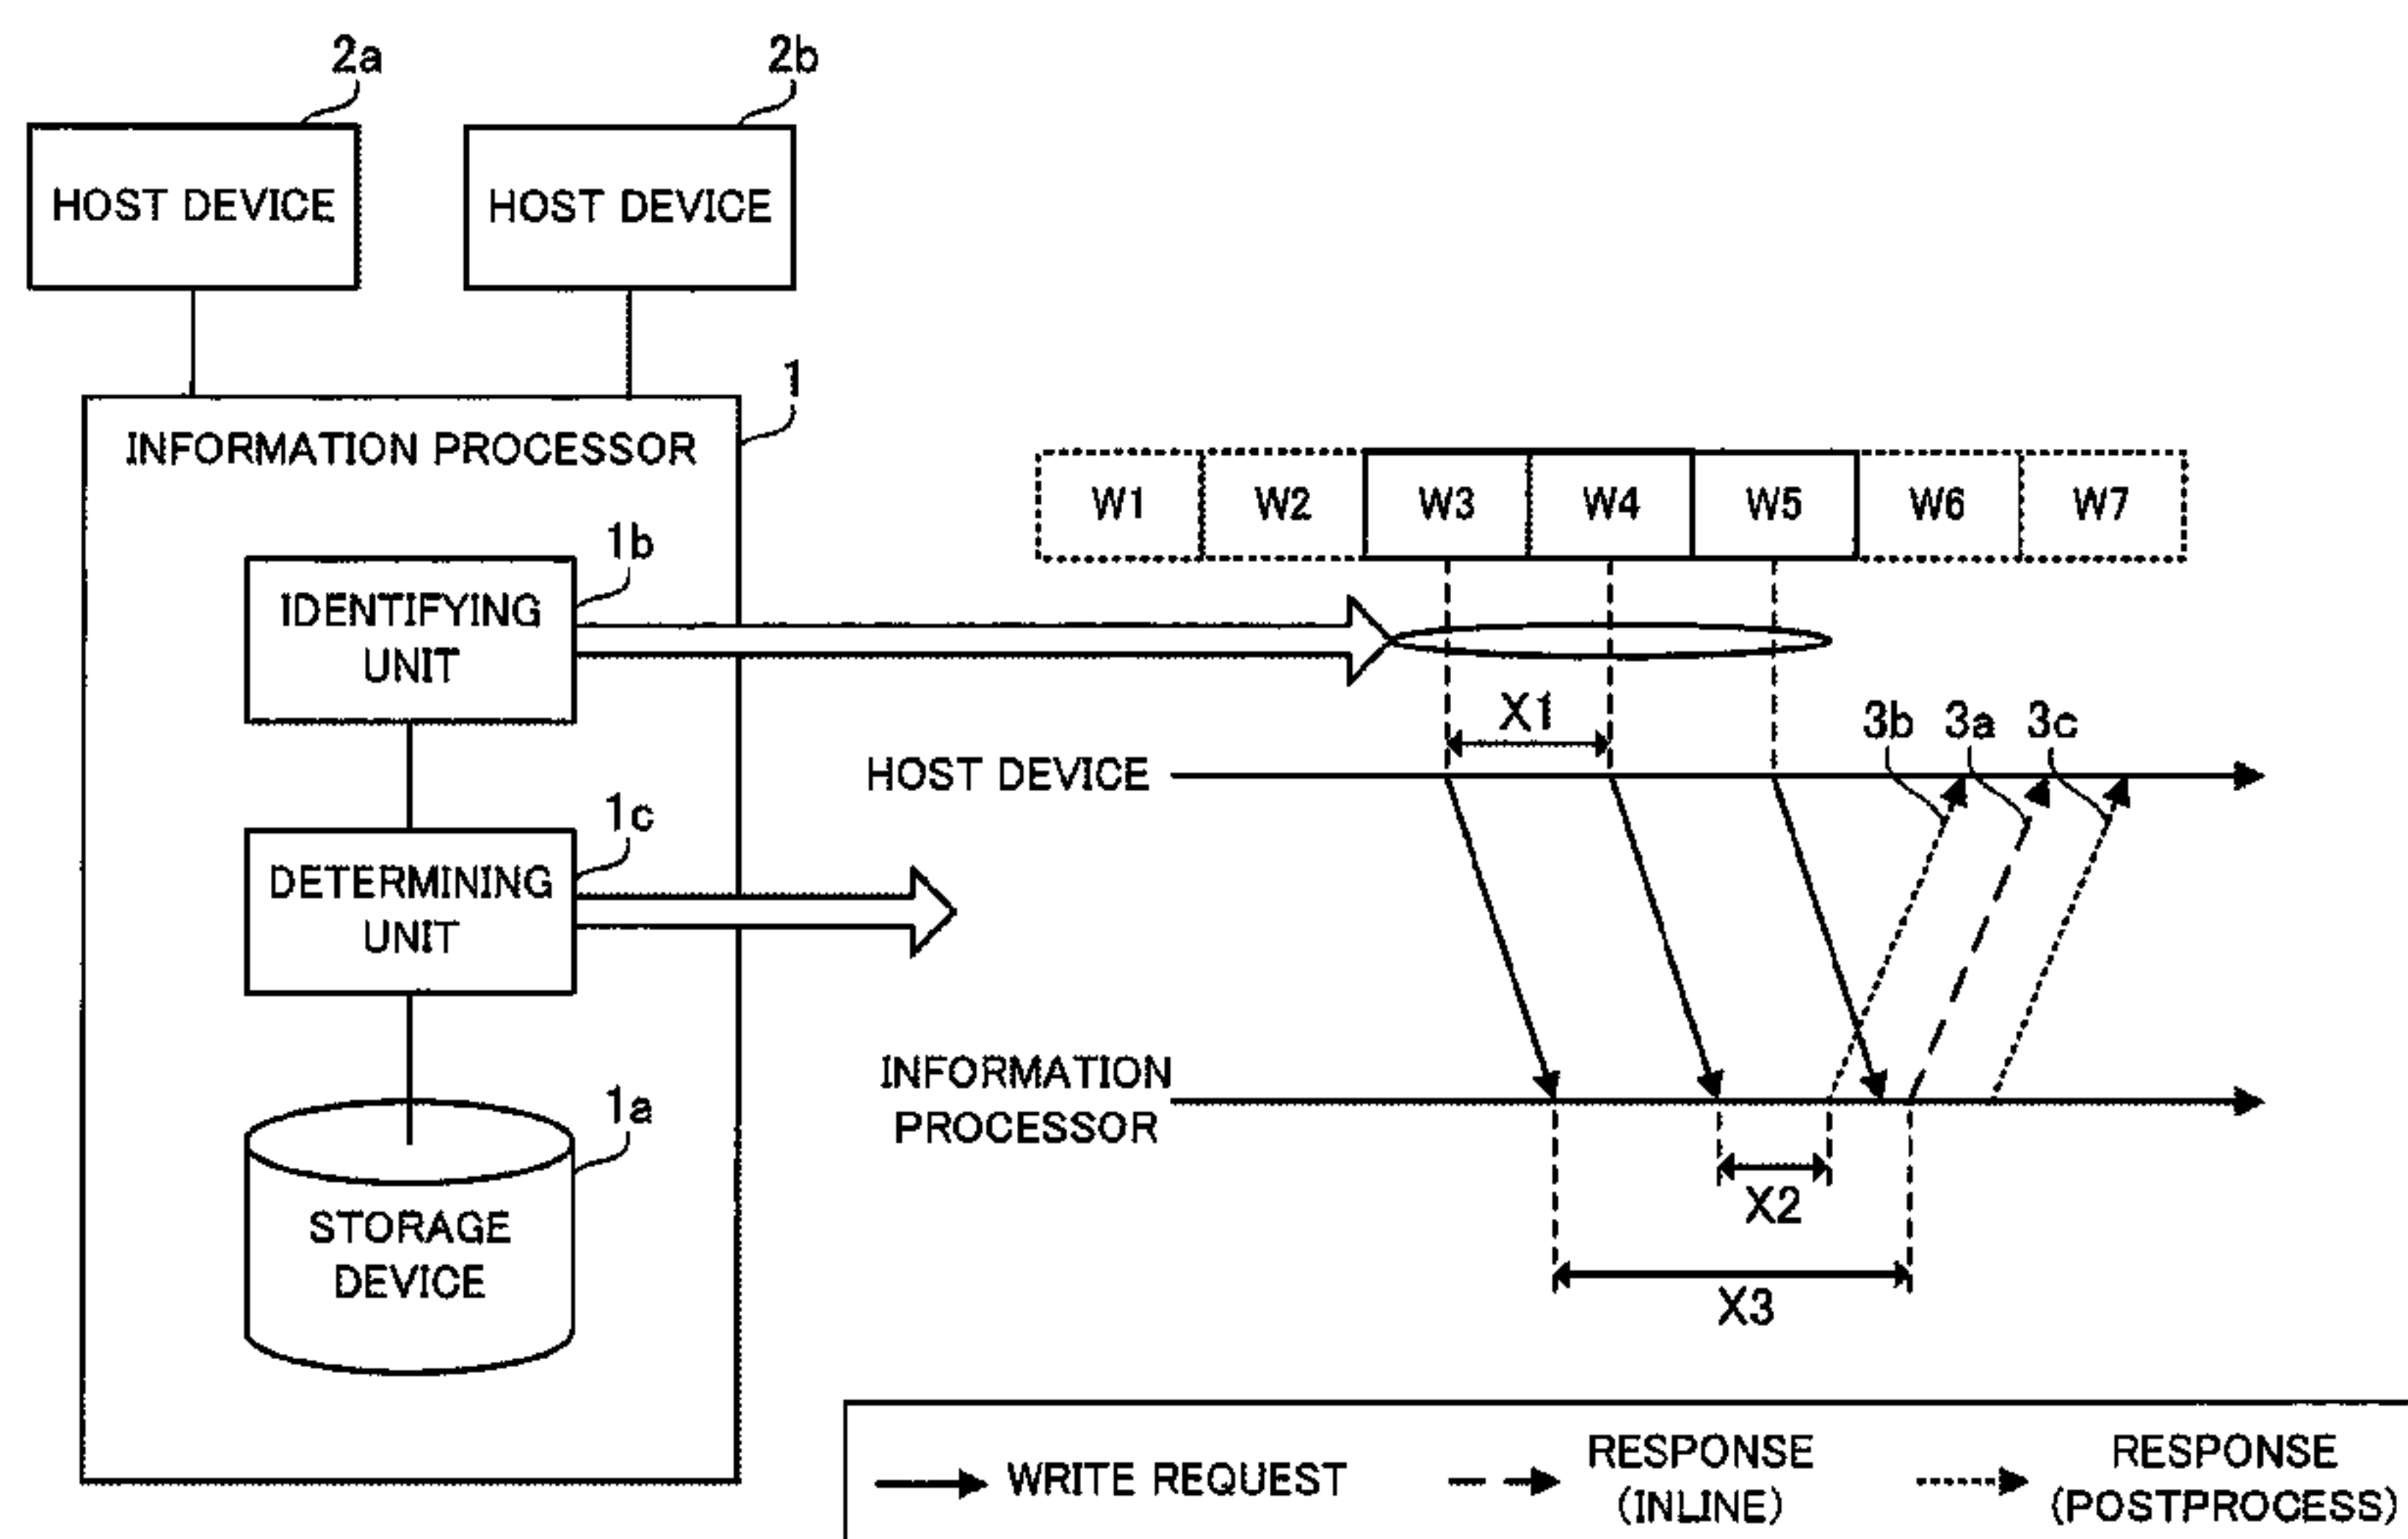 2a
2b
HOST DEVICE
HOST DEVICE
1
INFORMATION PROCESSOR
1b
IDENTIFYING
UNIT
1c
DETERMINING
UNIT
1a
STORAGE
DEVICE
W1 W2 W3 W4 W5 W6 W7
X1
3b 3a 3c
HOST DEVICE
INFORMATION
PROCESSOR
X2
X3
WRITE REQUEST
RESPONSE
(INLINE)
RESPONSE
(POSTPROCESS)